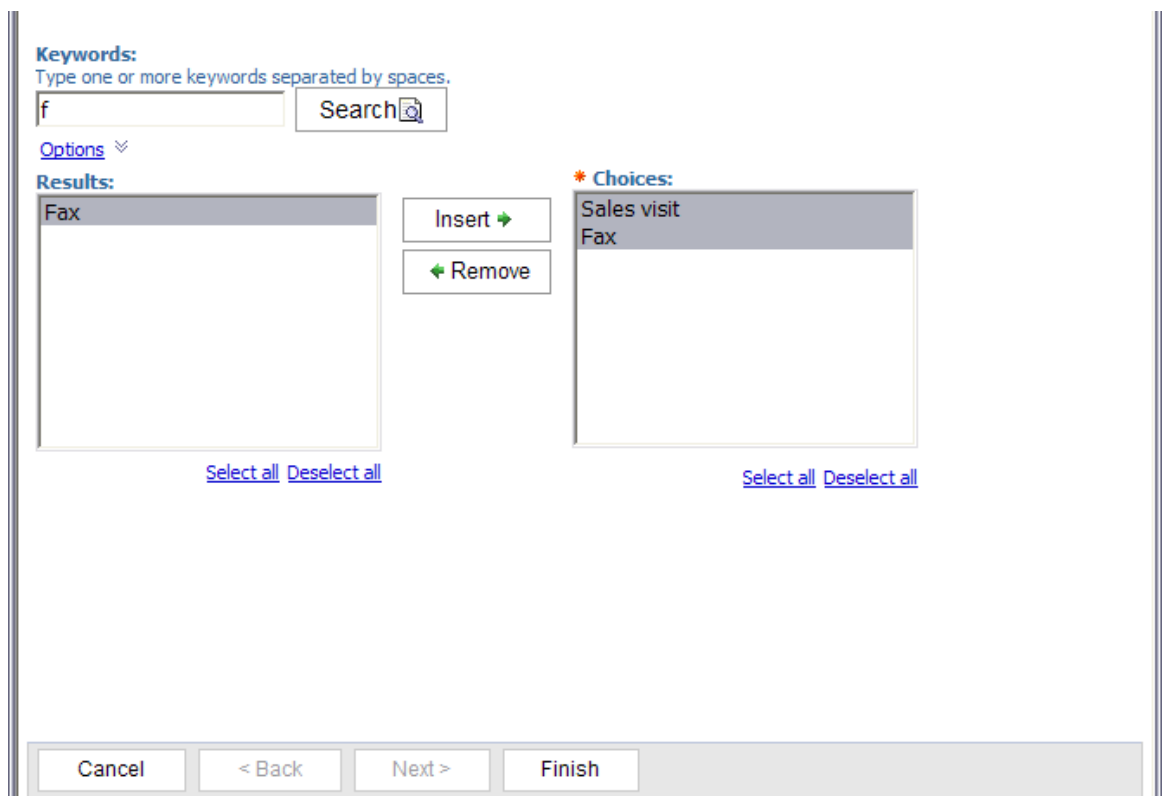 Keywords:
Type one or more keywords separated by spaces.
f
Search
Options
Results:
Fax
Insert
Remove
* Choices:
Sales visit
Fax
Select all Deselect all
Select all Deselect all
Cancel
< Back
Next >
Finish